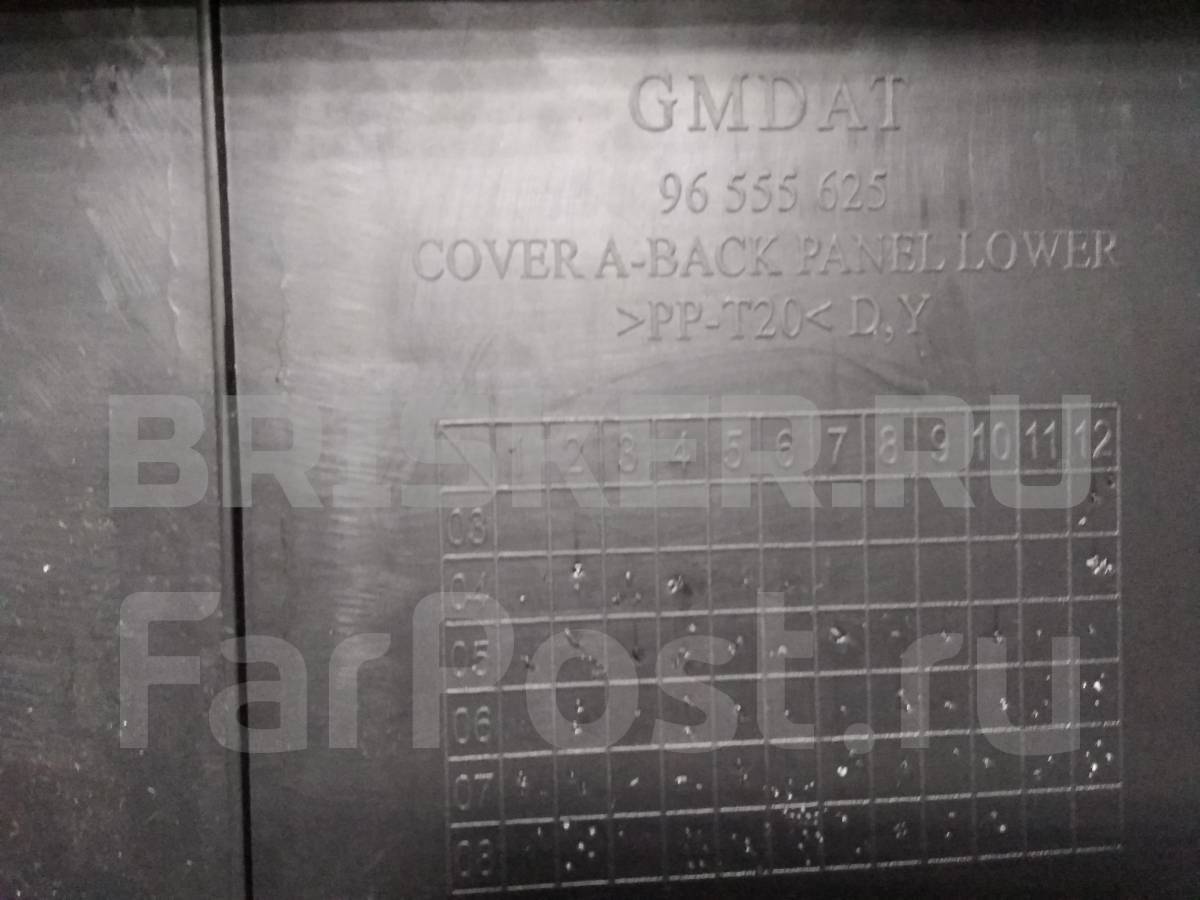 GMDAT
96 555 625
COVER A-BACK PANEL LOWER
>PP-T20< D,Y
BRISKER.RU
1 2 3 4 5 6 7 8 9 10 11 12
03
04
FarPost.ru
05
06
07
08